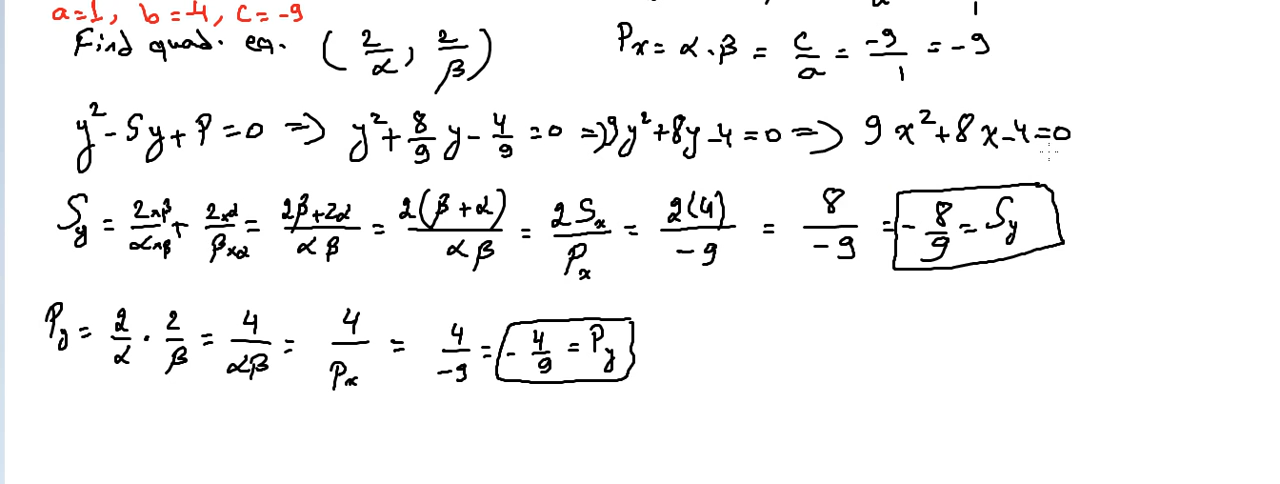 a=1, b=-4, c=-9
Find quad. eq. (2/α, 2/β) Px = α·β = c/a = -9/1 = -9
y²-Sy+P=0 => y²+8/9 y-4/9=0 => 9y²+8y-4=0 => 9x²+8x-4=0
Sy = 2×β/α×β + 2×α/β×α = 2β+2α/αβ = 2(β+α)/αβ = 2Sx/Px = 2(4)/-9 = 8/-9 = -8/9 = Sy
Py = 2/α · 2/β = 4/αβ = 4/Px = 4/-9 = -4/9 = Py